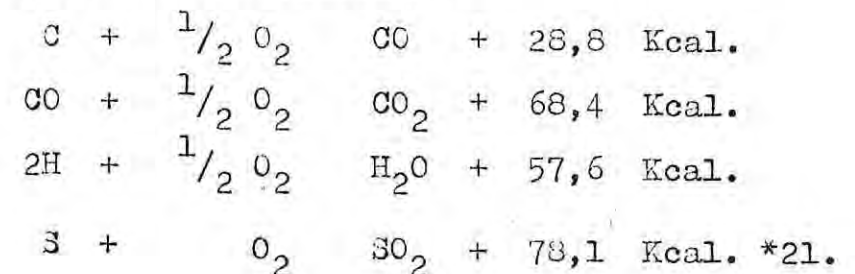 C + 1/2 O2 CO + 28,8 Kcal.
CO + 1/2 O2 CO2 + 68,4 Kcal.
2H + 1/2 O2 H2O + 57,6 Kcal.
S + O2 SO2 + 78,1 Kcal. *21.